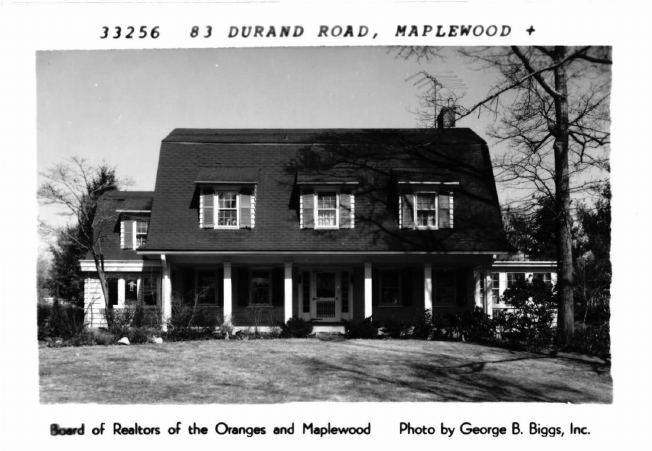 33256 83 DURAND ROAD, MAPLEWOOD +
Board of Realtors of the Oranges and Maplewood Photo by George B. Biggs, Inc.